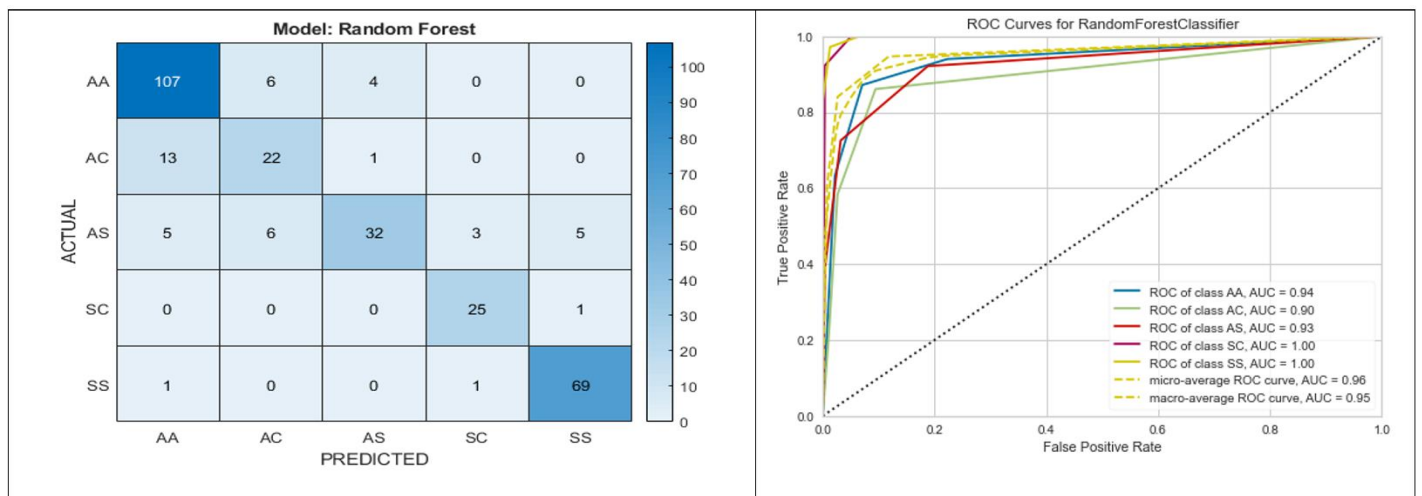 Model: Random Forest
ACTUAL
AA 107 6 4 0 0
AC 13 22 1 0 0
AS 5 6 32 3 5
SC 0 0 0 25 1
SS 1 0 0 1 69
AA AC AS SC SS
PREDICTED
100
90
80
70
60
50
40
30
20
10
0
ROC Curves for RandomForestClassifier
True Positive Rate
1.0
0.8
0.6
0.4
0.2
0.0
ROC of class AA, AUC = 0.94
ROC of class AC, AUC = 0.90
ROC of class AS, AUC = 0.93
ROC of class SC, AUC = 1.00
ROC of class SS, AUC = 1.00
micro-average ROC curve, AUC = 0.96
macro-average ROC curve, AUC = 0.95
0.0 0.2 0.4 0.6 0.8 1.0
False Positive Rate